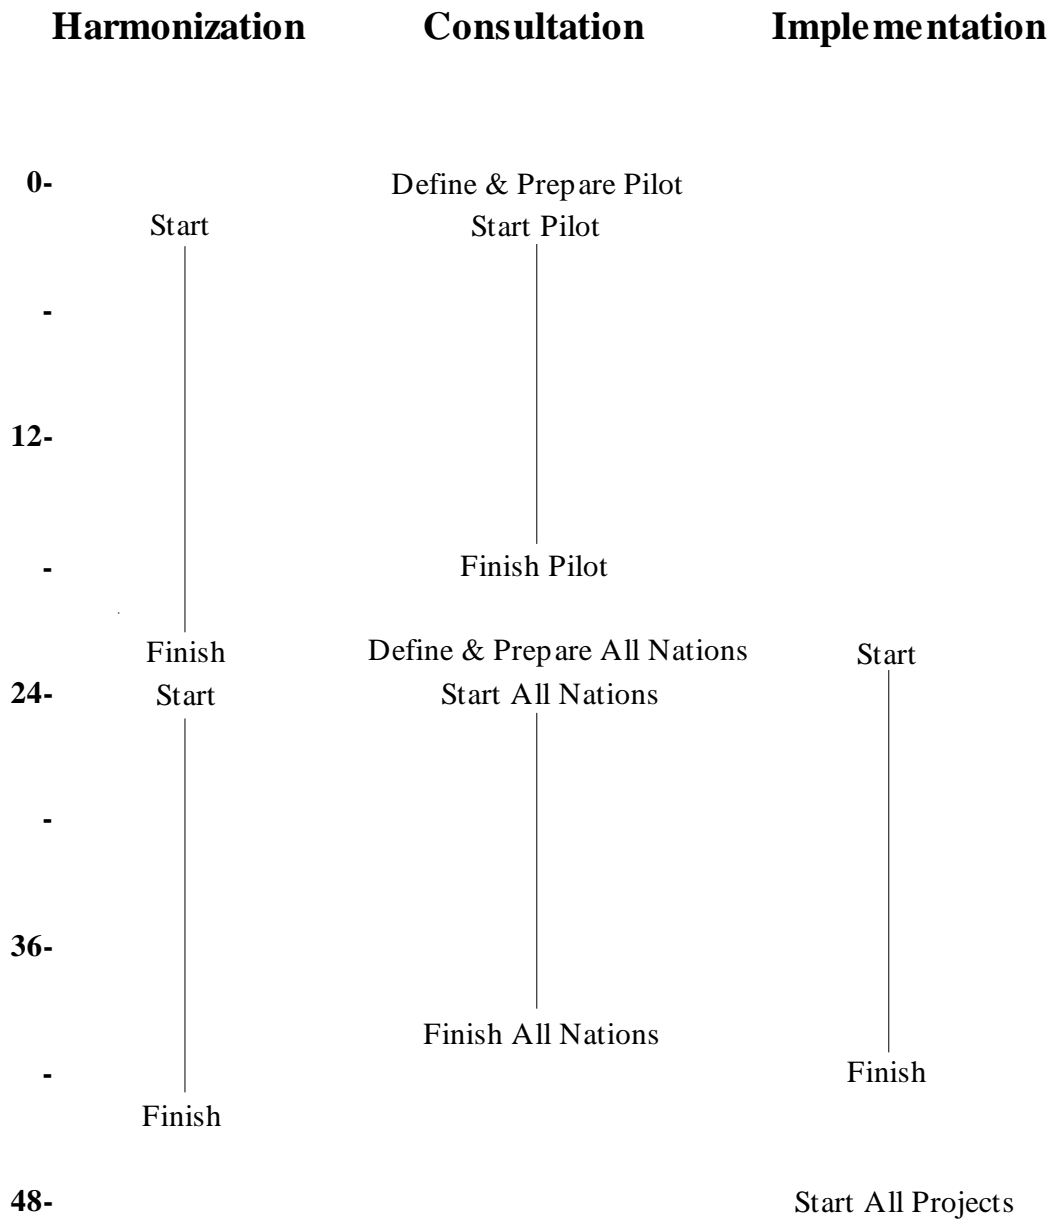 Harmonization Consultation Implementation
0- Define & Prepare Pilot
Start Start Pilot
-
12-
- Finish Pilot
Finish Define & Prepare All Nations Start
24- Start Start All Nations
-
36-
Finish All Nations
- Finish
Finish
48- Start All Projects